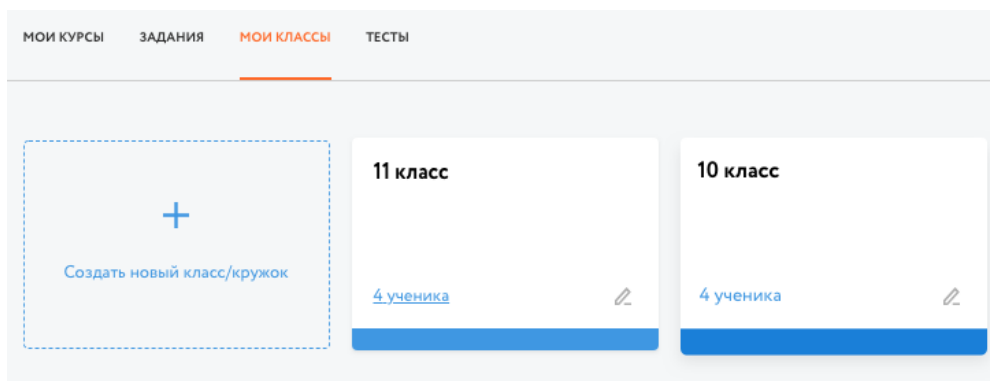 МОИ КУРСЫ ЗАДАНИЯ МОИ КЛАССЫ ТЕСТЫ
11 класс
10 класс
Создать новый класс/кружок
4 ученика
4 ученика